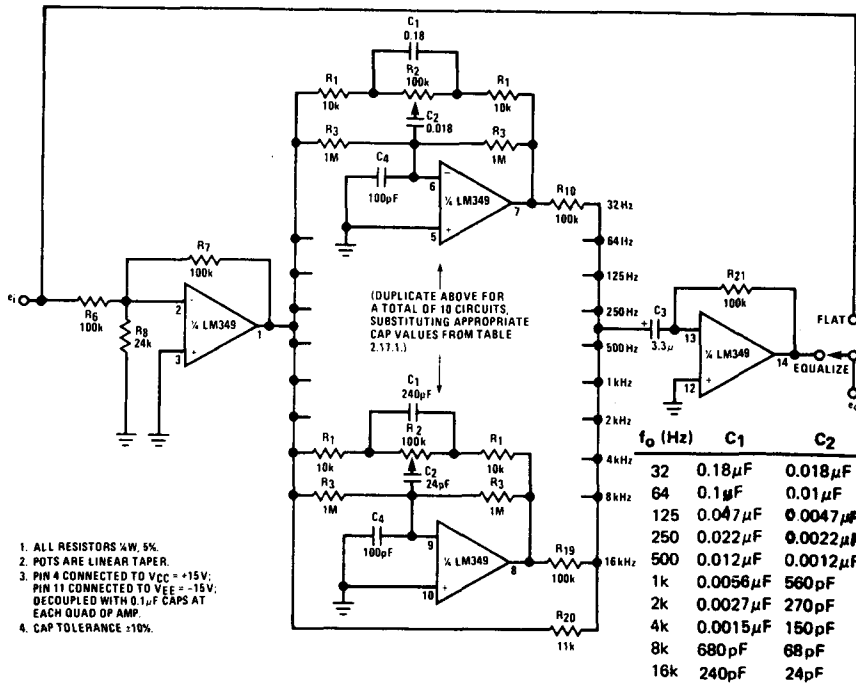 C1
0.18
R1
10k
R2
100k
R1
10k
C2
0.018
R3
1M
R3
1M
C4
100pF
6
¼ LM349
7
5
R10
100k
32 Hz
64 Hz
125 Hz
250 Hz
500 Hz
1 kHz
2 kHz
4 kHz
8 kHz
16 kHz
(DUPLICATE ABOVE FOR
A TOTAL OF 10 CIRCUITS,
SUBSTITUTING APPROPRIATE
CAP VALUES FROM TABLE
2.17.1.)
ei
R6
100k
R7
100k
R8
24k
2
¼ LM349
1
3
C3
3.3μ
R21
100k
13
¼ LM349
14
12
FLAT
EQUALIZE
C1
240pF
R1
10k
R2
100k
R1
10k
C2
24pF
R3
1M
R3
1M
C4
100pF
9
¼ LM349
8
10
R19
100k
R20
11k
1. ALL RESISTORS ¼W, 5%.
2. POTS ARE LINEAR TAPER.
3. PIN 4 CONNECTED TO VCC = +15V;
PIN 11 CONNECTED TO VEE = -15V;
DECOUPLED WITH 0.1μF CAPS AT
EACH QUAD OP AMP.
4. CAP TOLERANCE ±10%.
fo (Hz) C1 C2
32 0.18μF 0.018μF
64 0.1μF 0.01μF
125 0.047μF 0.0047μF
250 0.022μF 0.0022μF
500 0.012μF 0.0012μF
1k 0.0056μF 560pF
2k 0.0027μF 270pF
4k 0.0015μF 150pF
8k 680pF 68pF
16k 240pF 24pF